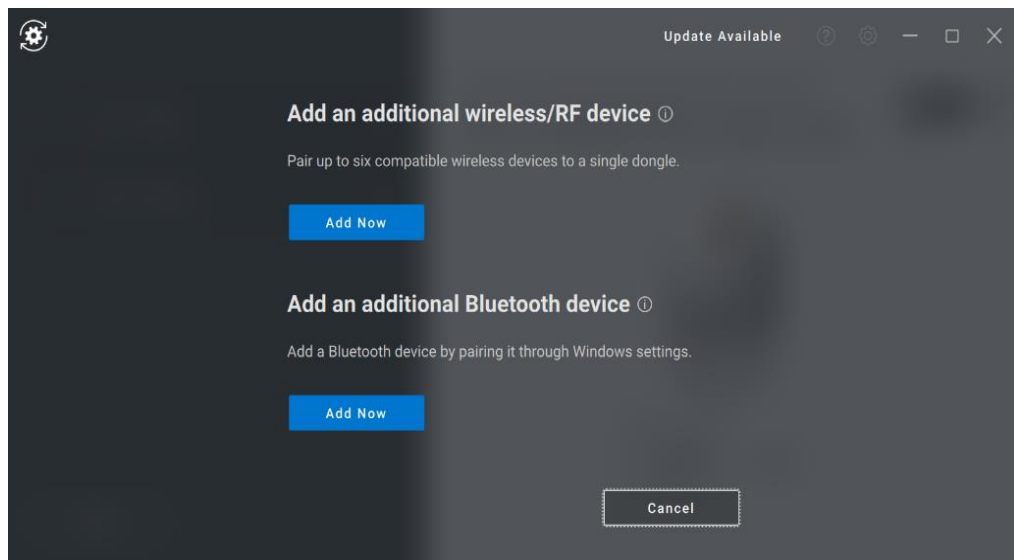 Update Available
Add an additional wireless/RF device
Pair up to six compatible wireless devices to a single dongle.
Add Now
Add an additional Bluetooth device
Add a Bluetooth device by pairing it through Windows settings.
Add Now
Cancel